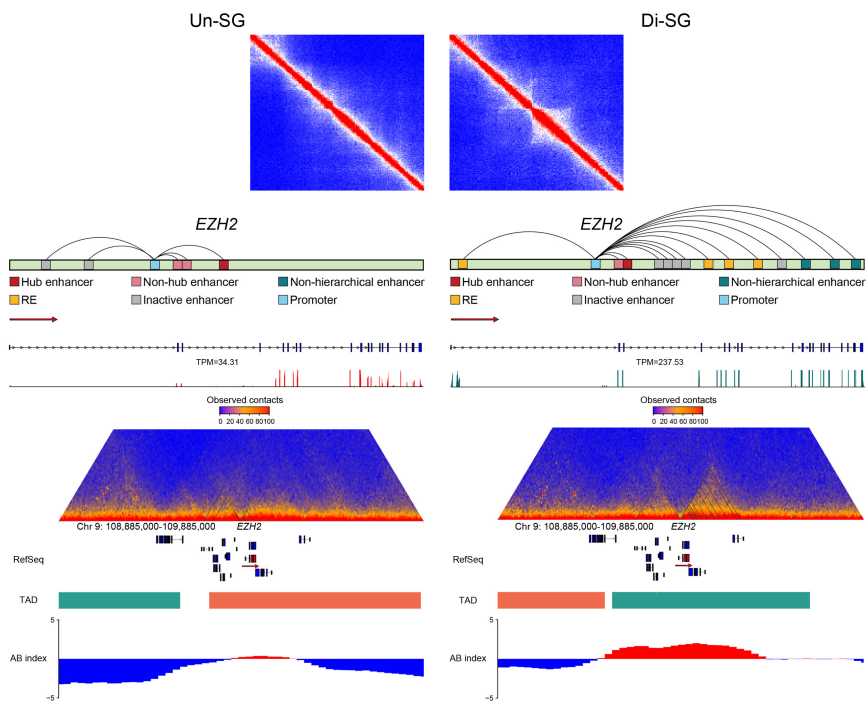 Un-SG
Di-SG
EZH2
EZH2
Hub enhancer
Non-hub enhancer
Non-hierarchical enhancer
RE
Inactive enhancer
Promoter
Hub enhancer
Non-hub enhancer
Non-hierarchical enhancer
RE
Inactive enhancer
Promoter
TPM=34.31
TPM=237.53
Observed contacts
0 20 40 60 80100
Observed contacts
0 20 40 60 80100
Chr 9: 108,885,000-109,885,000 EZH2
Chr 9: 108,885,000-109,885,000 EZH2
RefSeq
RefSeq
TAD
TAD
5
AB index
−5
5
AB index
−5